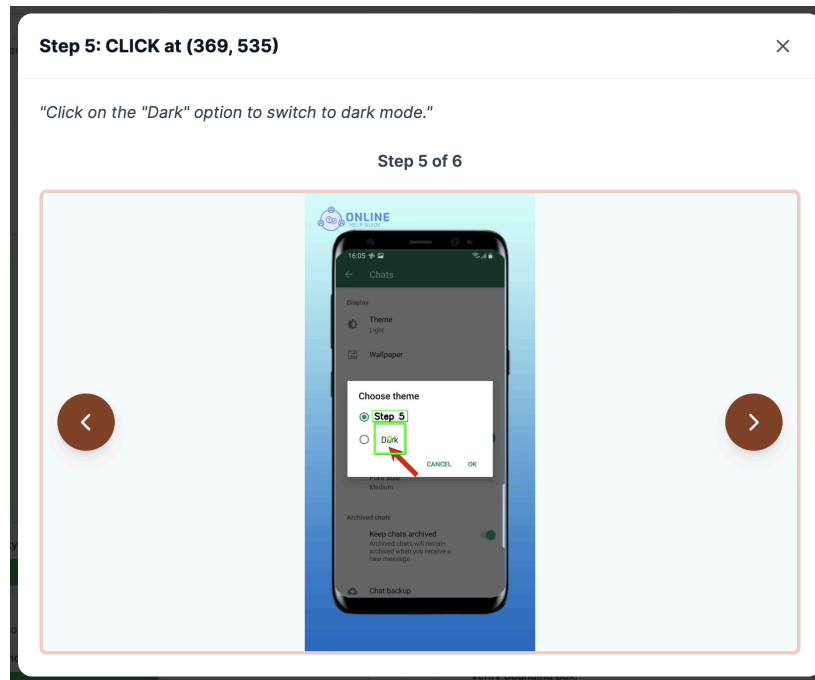 Step 5: CLICK at (369, 535)
"Click on the "Dark" option to switch to dark mode."
Step 5 of 6
ONLINE
HELP GUIDE
16:05
Chats
Display
Theme
Light
Wallpaper
Choose theme
Step 5
Dark
CANCEL OK
Font size
Medium
Archived chats
Keep chats archived
Archived chats will remain
archived when you receive a
new message
Chat backup